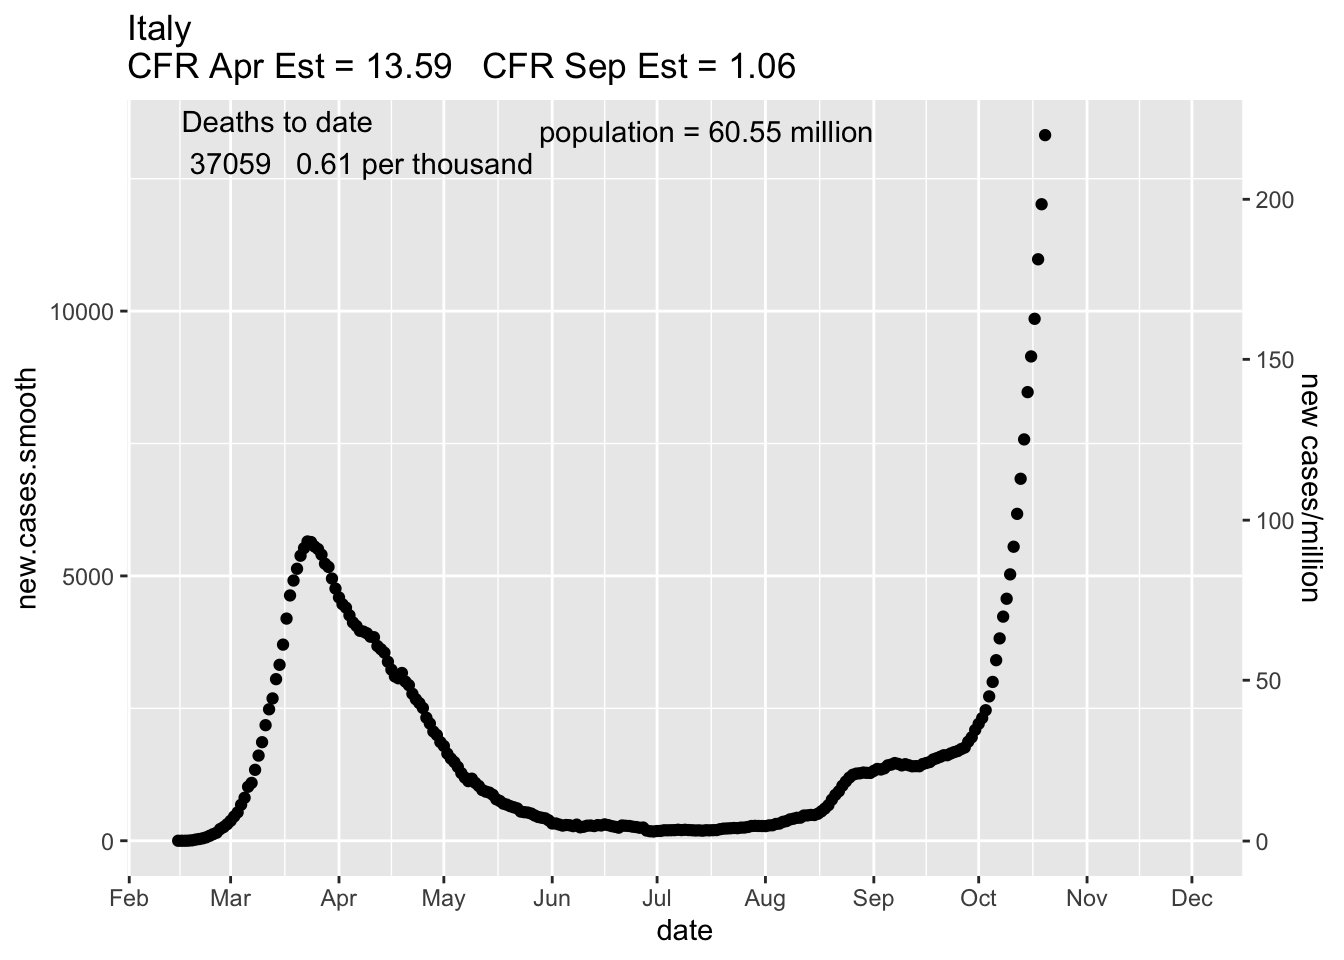 Italy
CFR Apr Est = 13.59   CFR Sep Est = 1.06
Deaths to date
37059   0.61 per thousand
population = 60.55 million
new.cases.smooth
10000
5000
0
200
150
100
50
0
new cases/million
Feb Mar Apr May Jun Jul Aug Sep Oct Nov Dec
date